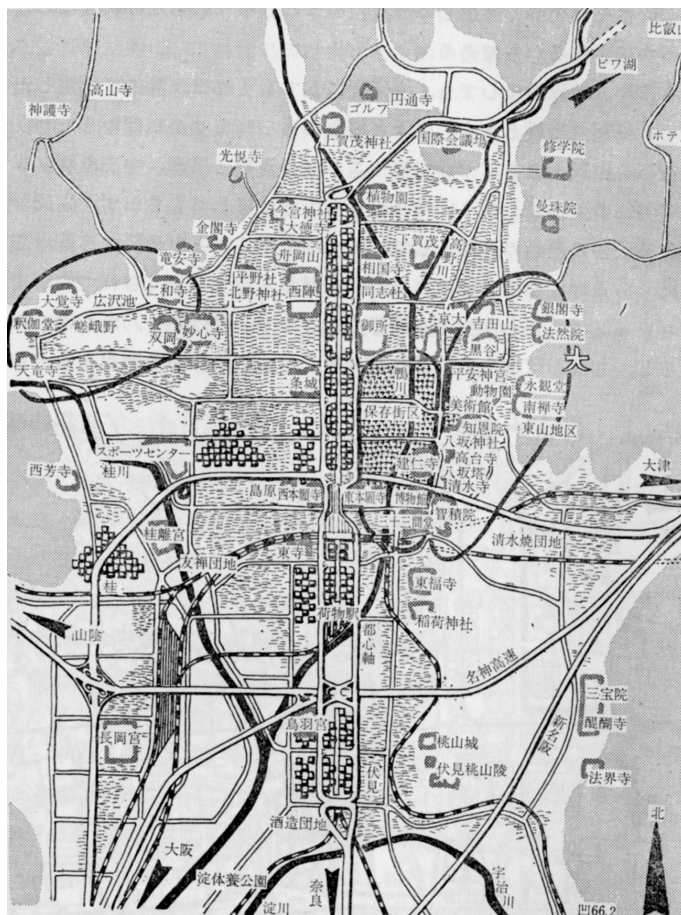 比叡山
ビワ湖
高山寺
神護寺
ゴルフ
円通寺
上賀茂神社
国際会議場
ホテ
修学院
光悦寺
植物園
曼珠院
今宮神社
大徳寺
金閣寺
竜安寺
舟岡山
下賀茂
高野川
相国寺
仁和寺
平野社
北野神社
西陣
同志社
大覚寺
広沢池
釈迦堂
嵯峨野
双岡
妙心寺
御所
京大
吉田山
銀閣寺
法然院
黒谷
大
天竜寺
条城
鴨川
平安神宮
動物園
永観堂
美術館
南禅寺
保存街区
知恩院
東山地区
八坂神社
高台寺
スポーツセンター
建仁寺
八坂塔
清水寺
大津
西芳寺
桂川
島原
西本願寺
東本願寺
博物館
智積院
間堂
清水焼団地
桂離宮
友禅団地
東寺
桂
東福寺
荷物駅
稲荷神社
山陰
都心軸
名神高速
三宝院
新名阪
醍醐寺
鳥羽宮
長岡宮
桃山城
伏見
伏見桃山陵
法界寺
酒造団地
北
大阪
淀体養公園
淀川
奈良
宇治川
凹66.2